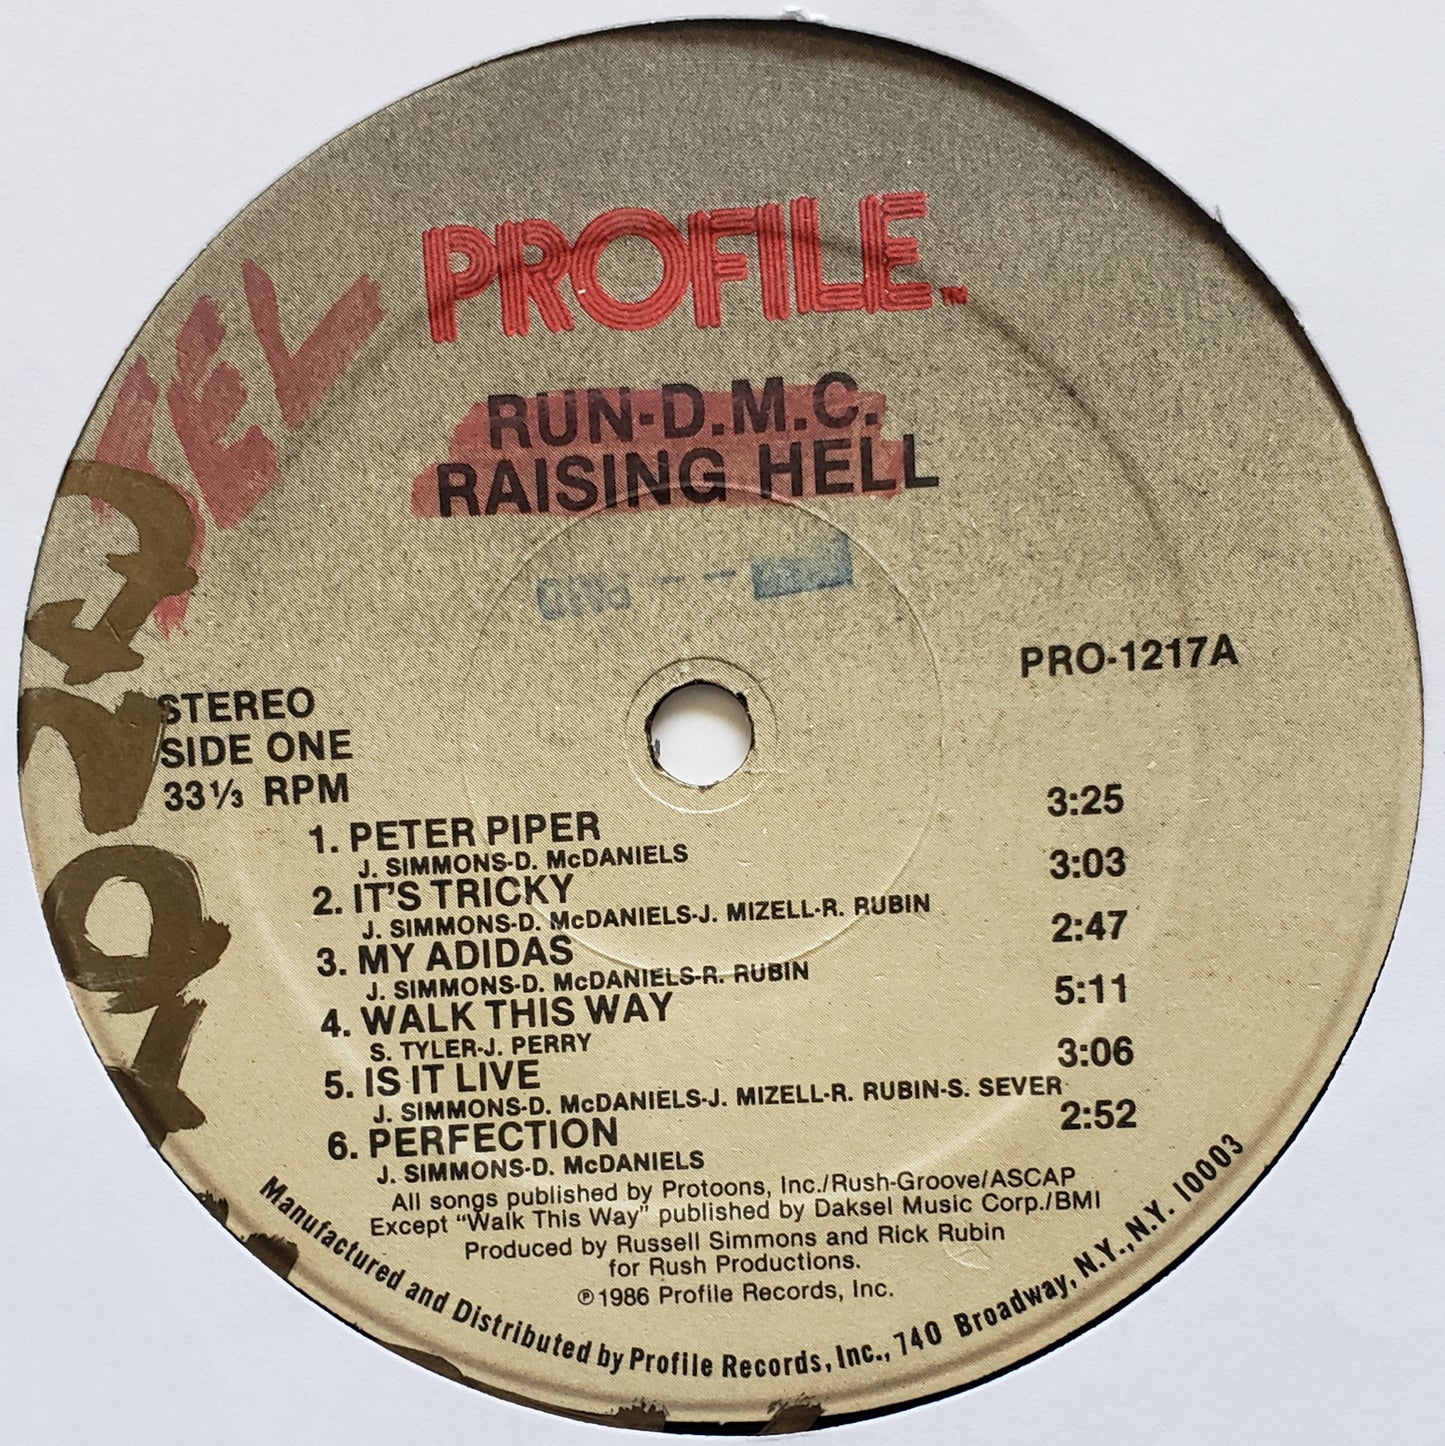 PROFILE™
RUN-D.M.C.
RAISING HELL
PRO-1217A
STEREO
SIDE ONE
33⅓ RPM
1. PETER PIPER 3:25
J. SIMMONS-D. McDANIELS
2. IT'S TRICKY 3:03
J. SIMMONS-D. McDANIELS-J. MIZELL-R. RUBIN
3. MY ADIDAS 2:47
J. SIMMONS-D. McDANIELS-R. RUBIN
4. WALK THIS WAY 5:11
S. TYLER-J. PERRY
5. IS IT LIVE 3:06
J. SIMMONS-D. McDANIELS-J. MIZELL-R. RUBIN-S. SEVER
6. PERFECTION 2:52
J. SIMMONS-D. McDANIELS
All songs published by Protoons, Inc./Rush-Groove/ASCAP
Except “Walk This Way” published by Daksel Music Corp./BMI
Produced by Russell Simmons and Rick Rubin
for Rush Productions.
℗1986 Profile Records, Inc.
Manufactured and Distributed by Profile Records, Inc., 740 Broadway, N.Y., N.Y. 10003